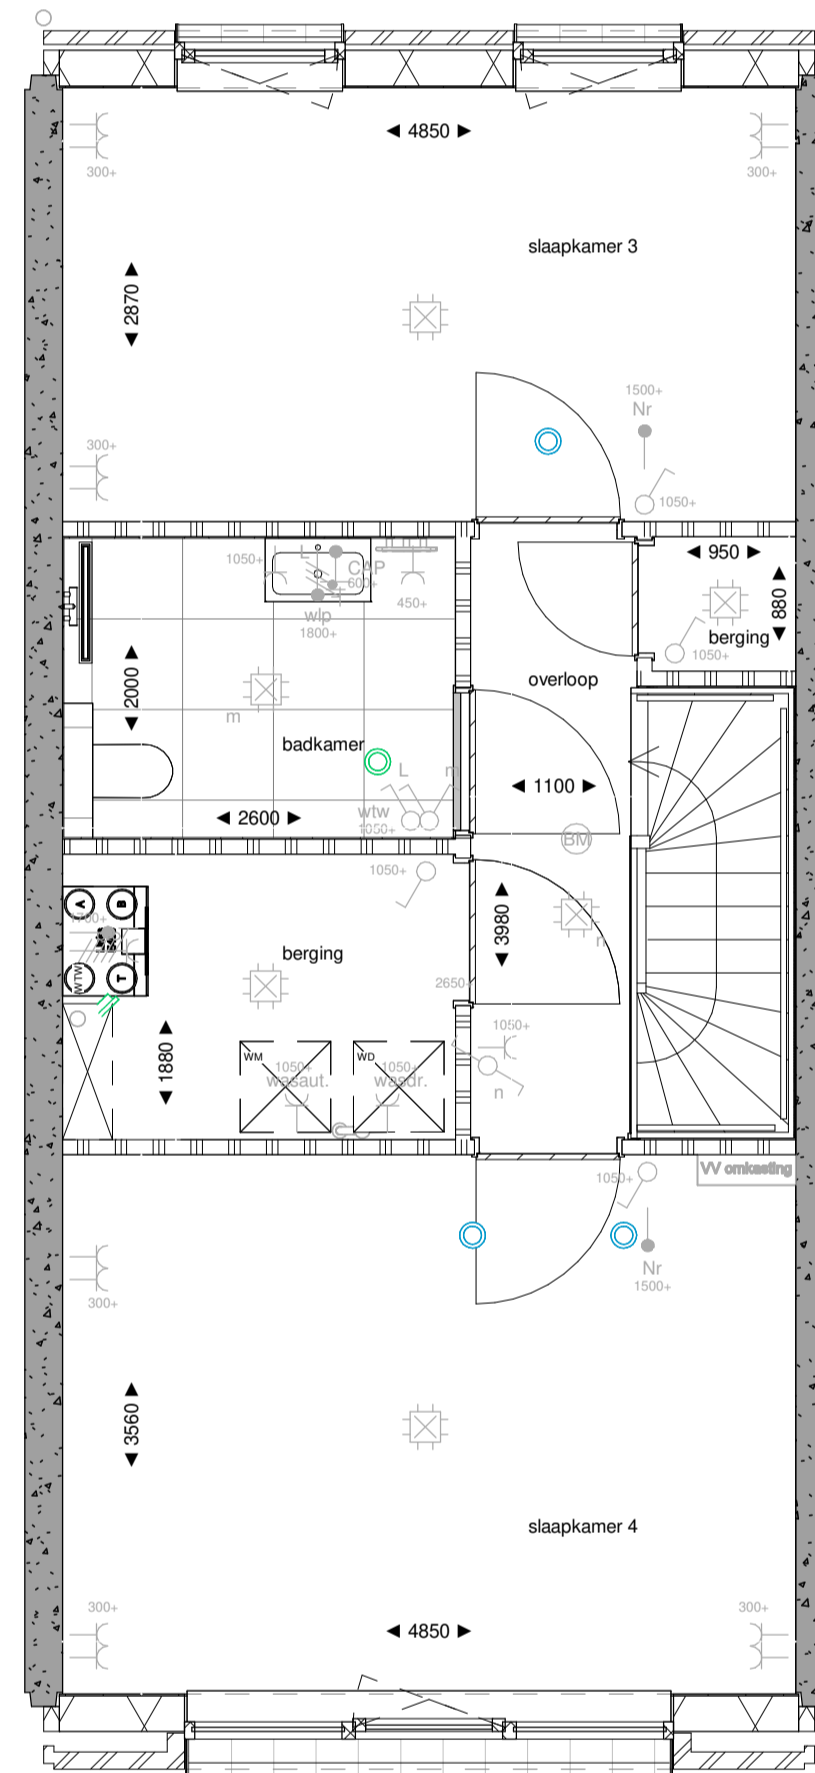 4850
300+
300+
slaapkamer 3
2870
1500+
Nr
300+
1050+
950
880
berging
1050+
1050+
L
CAP
600+
450+
wlp
1800+
2000
overloop
m
badkamer
L
m
1100
wtw
1050+
2600
BM
1050+
3980
n
A
B
1700+
WTW
T
berging
2650+
1050+
1880
WM
1050+
wasaut.
WD
1050+
wasdr.
n
1050+
VV omkasting
Nr
1500+
300+
3560
slaapkamer 4
300+
4850
300+